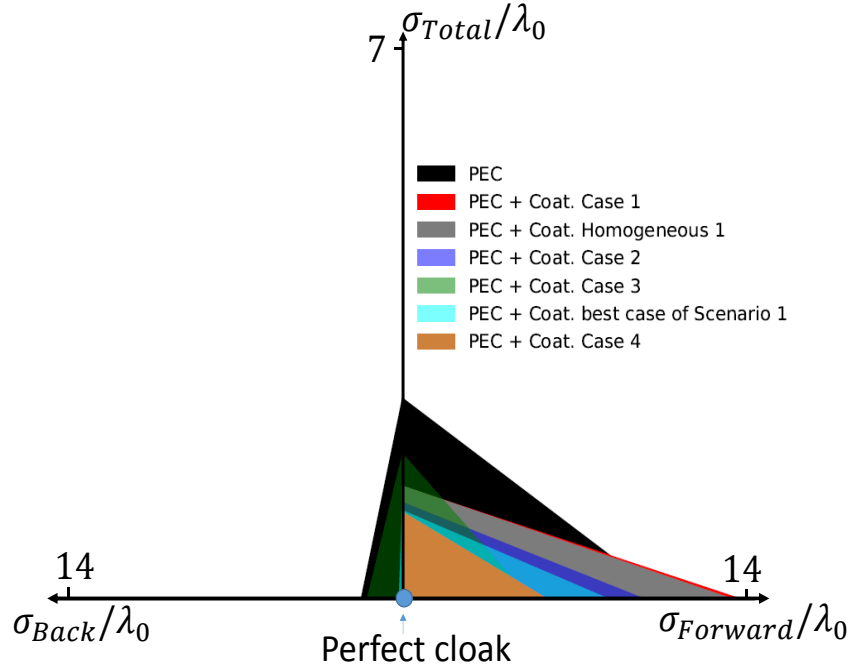 σ_Total/λ_0
7
PEC
PEC + Coat. Case 1
PEC + Coat. Homogeneous 1
PEC + Coat. Case 2
PEC + Coat. Case 3
PEC + Coat. best case of Scenario 1
PEC + Coat. Case 4
14
14
σ_Back/λ_0
σ_Forward/λ_0
Perfect cloak